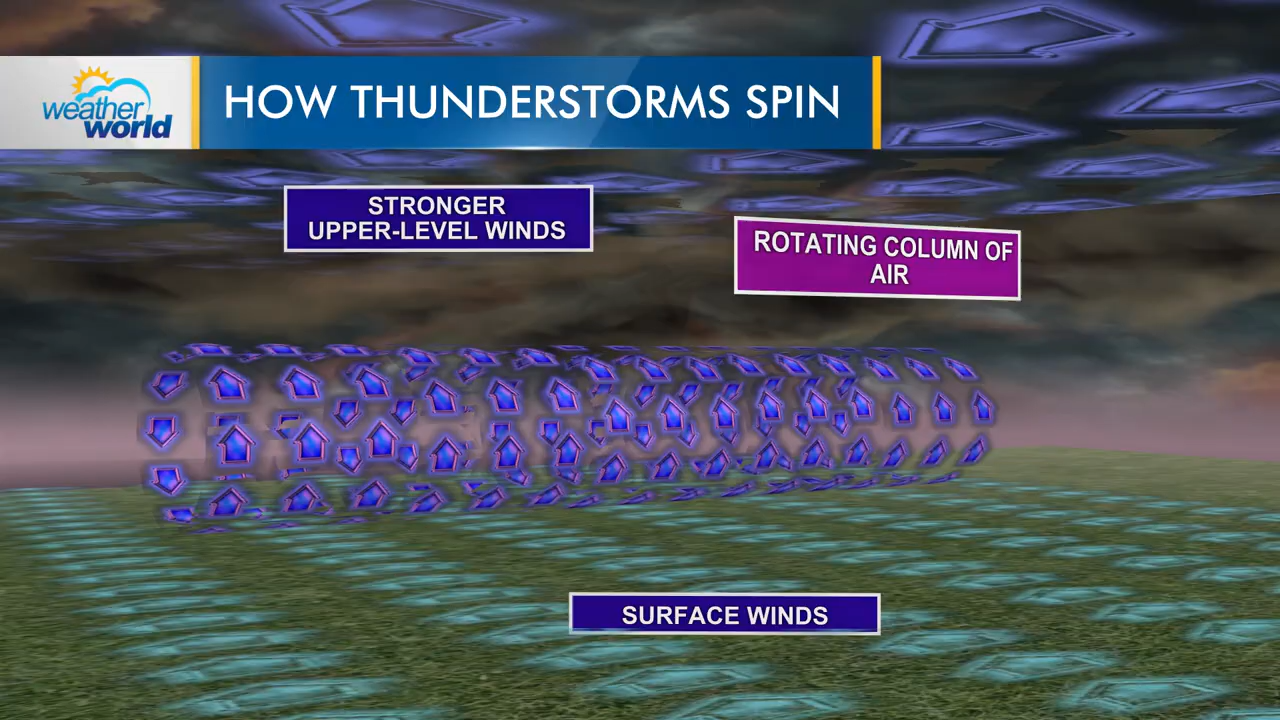 weather
world
HOW THUNDERSTORMS SPIN
STRONGER
UPPER-LEVEL WINDS
ROTATING COLUMN OF
AIR
SURFACE WINDS